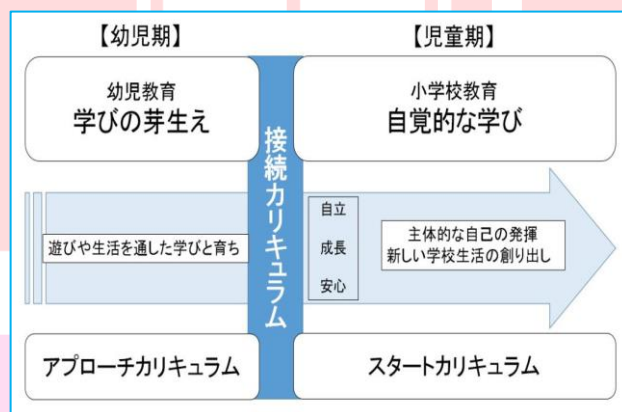 【幼児期】
【児童期】
幼児教育
学びの芽生え
小学校教育
自覚的な学び
接続カリキュラム
遊びや生活を通した学びと育ち
自立
成長
安心
主体的な自己の発揮
新しい学校生活の創り出し
アプローチカリキュラム
スタートカリキュラム